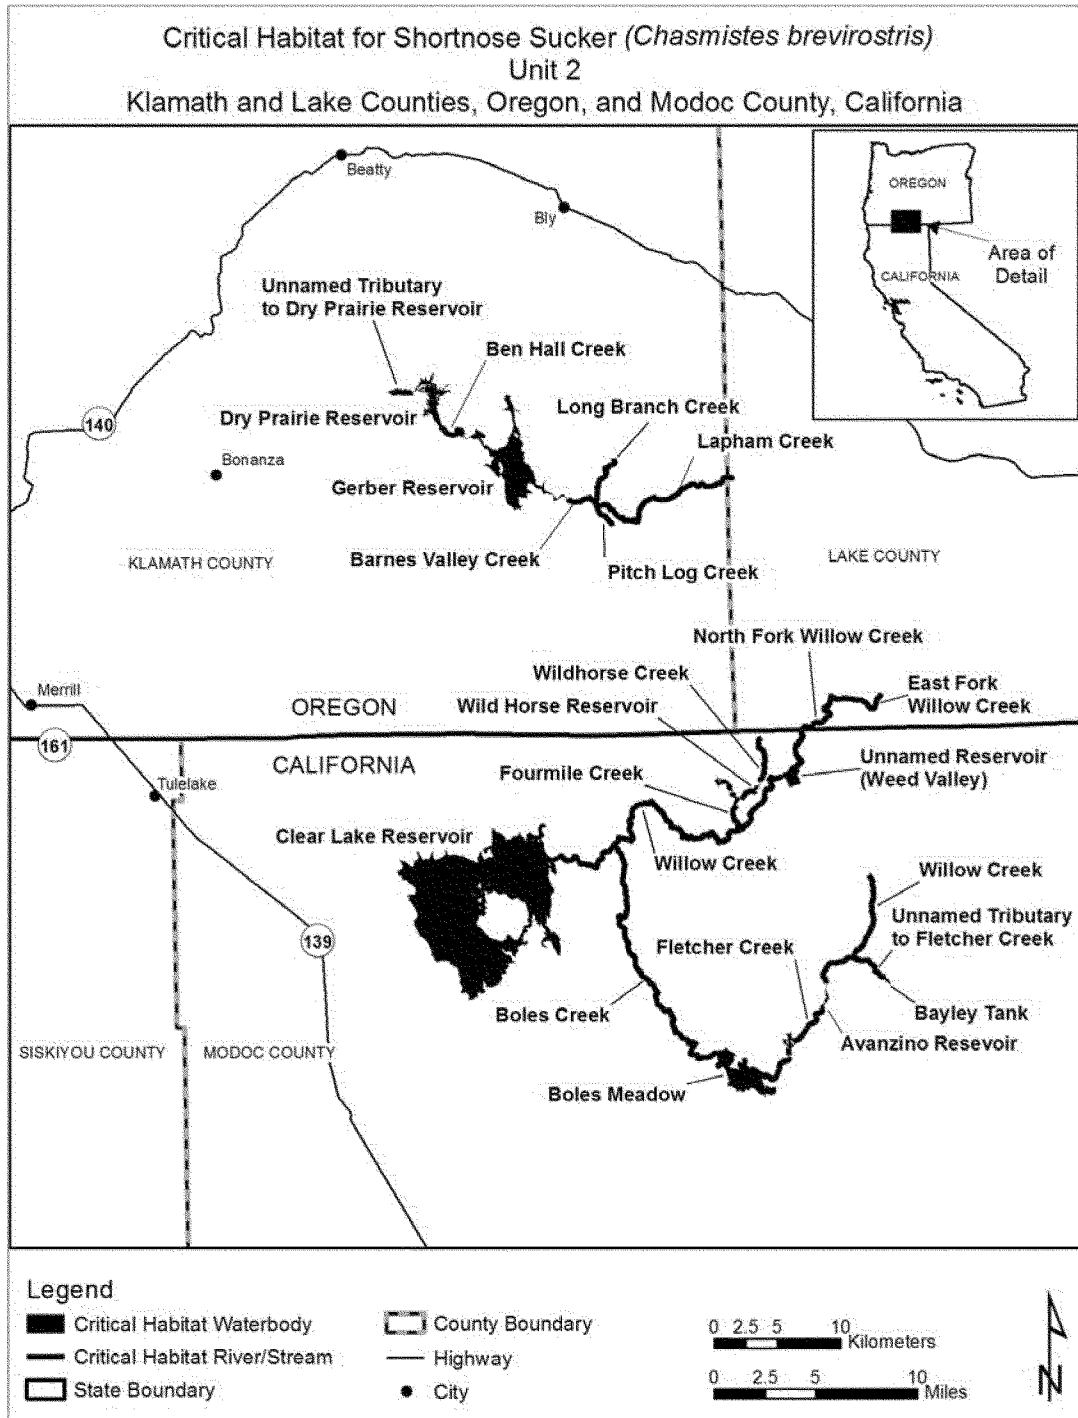 Critical Habitat for Shortnose Sucker (Chasmistes brevirostris)
Unit 2
Klamath and Lake Counties, Oregon, and Modoc County, California
Beatty
Bly
OREGON
Area of
Detail
CALIFORNIA
Unnamed Tributary
to Dry Prairie Reservoir
Ben Hall Creek
Long Branch Creek
Dry Prairie Reservoir
140
Lapham Creek
Bonanza
Gerber Reservoir
Barnes Valley Creek
KLAMATH COUNTY
LAKE COUNTY
Pitch Log Creek
North Fork Willow Creek
Wildhorse Creek
East Fork
Willow Creek
Merrill
Wild Horse Reservoir
OREGON
161
CALIFORNIA
Unnamed Reservoir
(Weed Valley)
Fourmile Creek
Tulelake
Clear Lake Reservoir
Willow Creek
Willow Creek
Unnamed Tributary
to Fletcher Creek
139
Fletcher Creek
Boles Creek
Bayley Tank
Avanzino Resevoir
SISKIYOU COUNTY
MODOC COUNTY
Boles Meadow
Legend
Critical Habitat Waterbody
Critical Habitat River/Stream
State Boundary
County Boundary
Highway
City
0 2.5 5 10
Kilometers
0 2.5 5 10
Miles
N